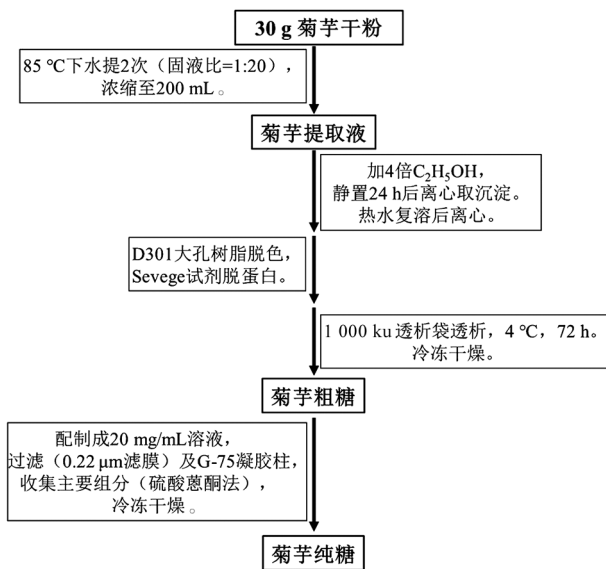 30 g 菊芋干粉
85 ℃下水提2次（固液比=1:20），
浓缩至200 mL。
菊芋提取液
加4倍C₂H₅OH，
静置24 h后离心取沉淀。
热水复溶后离心。
D301大孔树脂脱色，
Sevege试剂脱蛋白。
1 000 ku 透析袋透析，4 ℃，72 h。
冷冻干燥。
菊芋粗糖
配制成20 mg/mL溶液，
过滤（0.22 μm滤膜）及G-75凝胶柱，
收集主要组分（硫酸蒽酮法），
冷冻干燥。
菊芋纯糖